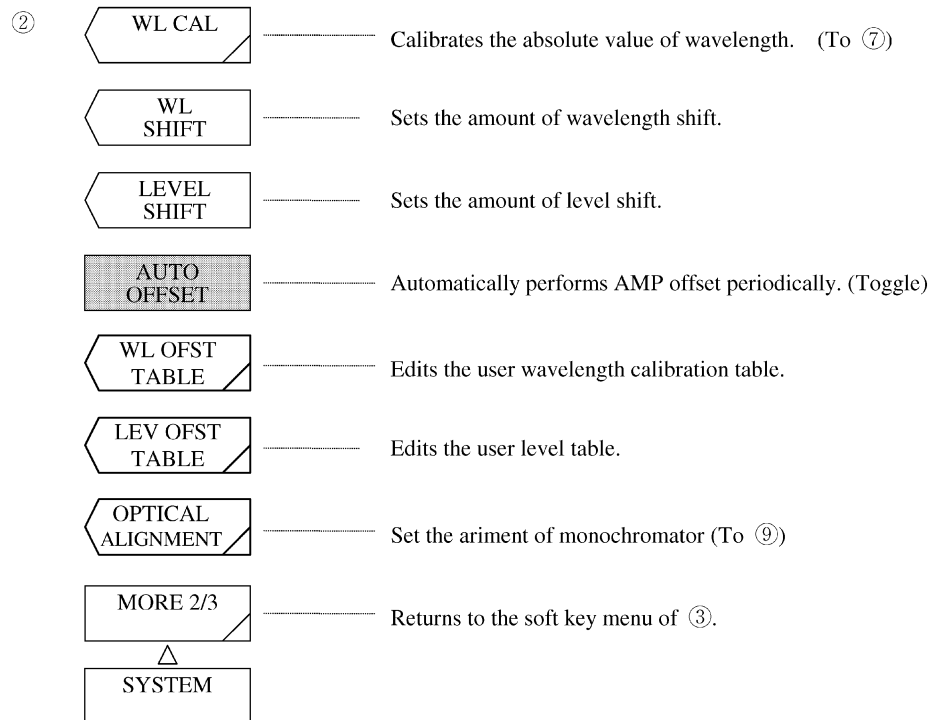 ② WL CAL Calibrates the absolute value of wavelength. (To ⑦)
WL
SHIFT Sets the amount of wavelength shift.
LEVEL
SHIFT Sets the amount of level shift.
AUTO
OFFSET Automatically performs AMP offset periodically. (Toggle)
WL OFST
TABLE Edits the user wavelength calibration table.
LEV OFST
TABLE Edits the user level table.
OPTICAL
ALIGNMENT Set the ariment of monochromator (To ⑨)
MORE 2/3 Returns to the soft key menu of ③.
SYSTEM